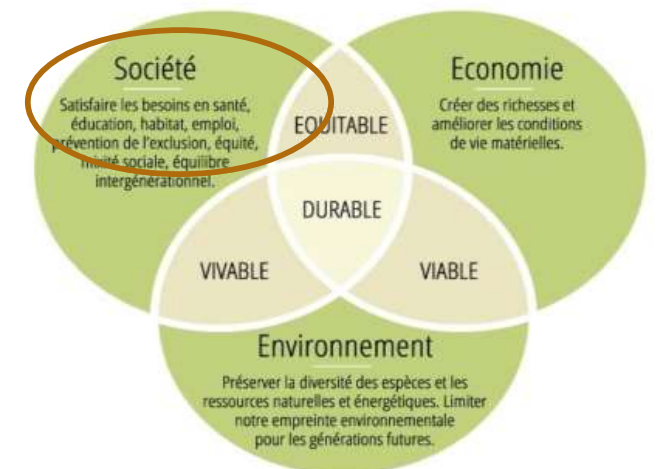 Société
Satisfaire les besoins en santé,
éducation, habitat, emploi,
prévention de l'exclusion, équité,
mixité sociale, équilibre
intergénérationnel.
EQUITABLE
Economie
Créer des richesses et
améliorer les conditions
de vie matérielles.
DURABLE
VIVABLE
VIABLE
Environnement
Préserver la diversité des espèces et les
ressources naturelles et énergétiques. Limiter
notre empreinte environnementale
pour les générations futures.